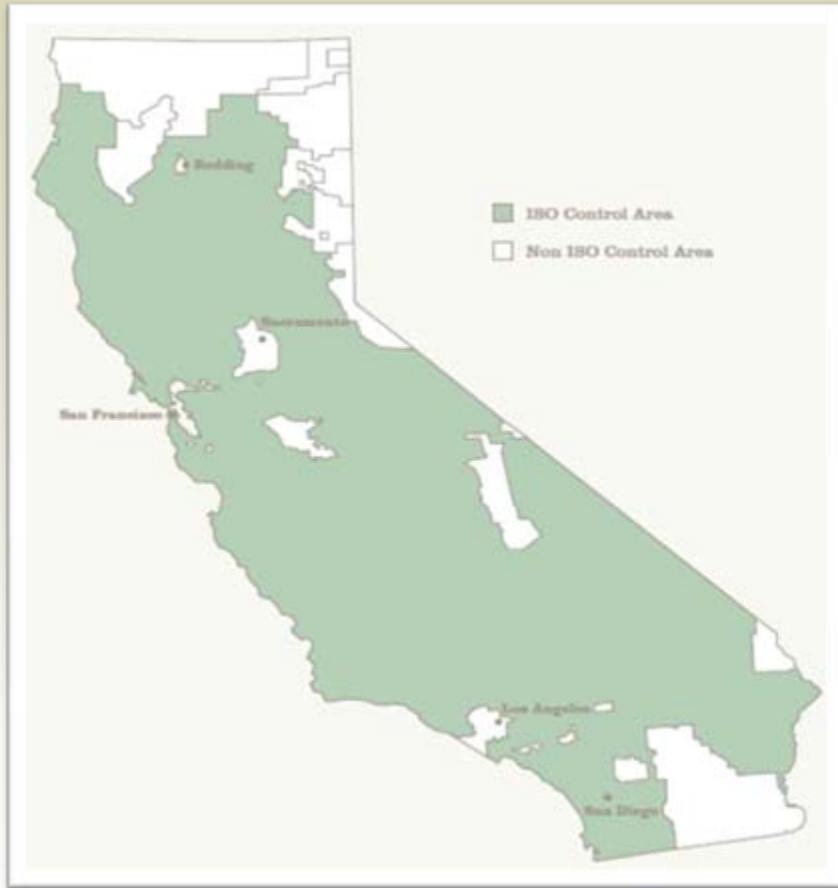 Redding
ISO Control Area
Non ISO Control Area
Sacramento
San Francisco
Los Angeles
San Diego